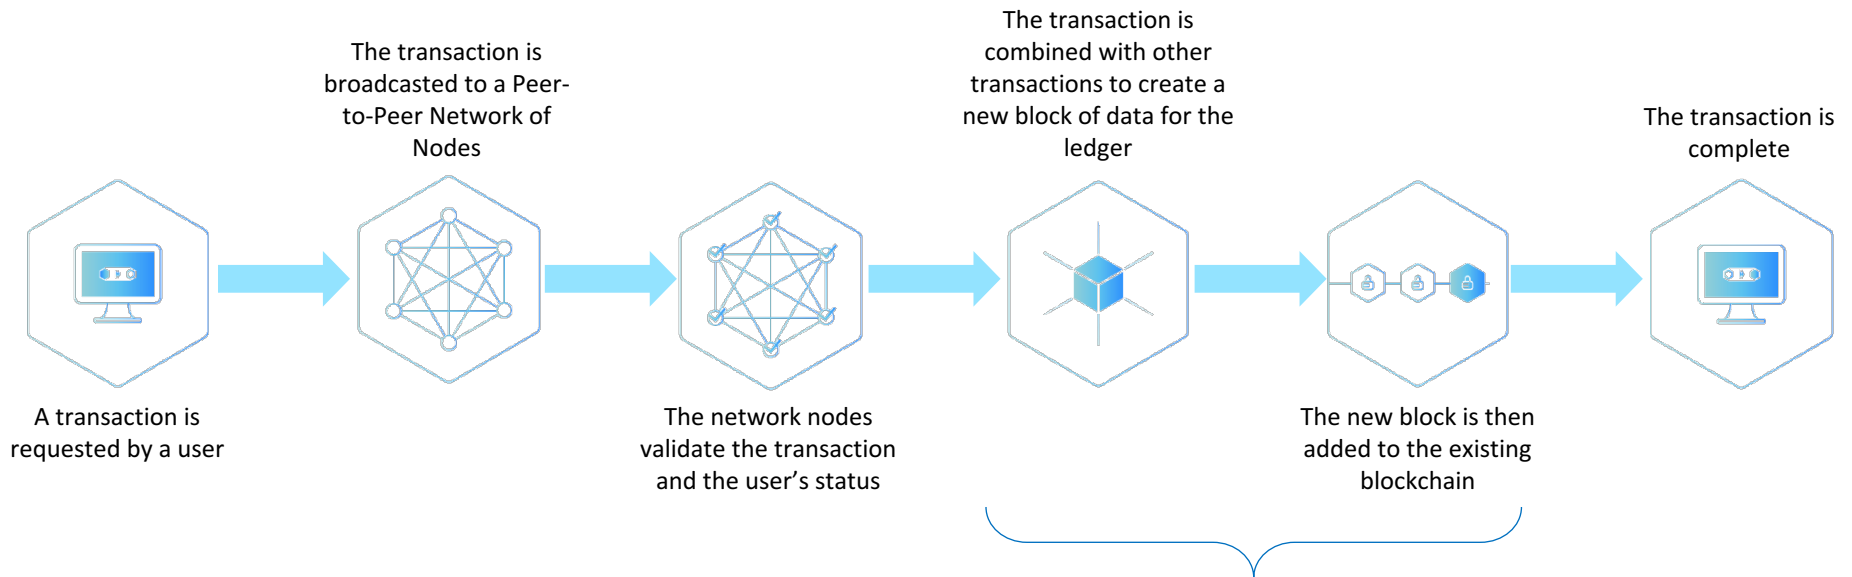 A transaction is
requested by a user
The transaction is
broadcasted to a Peer-
to-Peer Network of
Nodes
The network nodes
validate the transaction
and the user’s status
The transaction is
combined with other
transactions to create a
new block of data for the
ledger
The new block is then
added to the existing
blockchain
The transaction is
complete